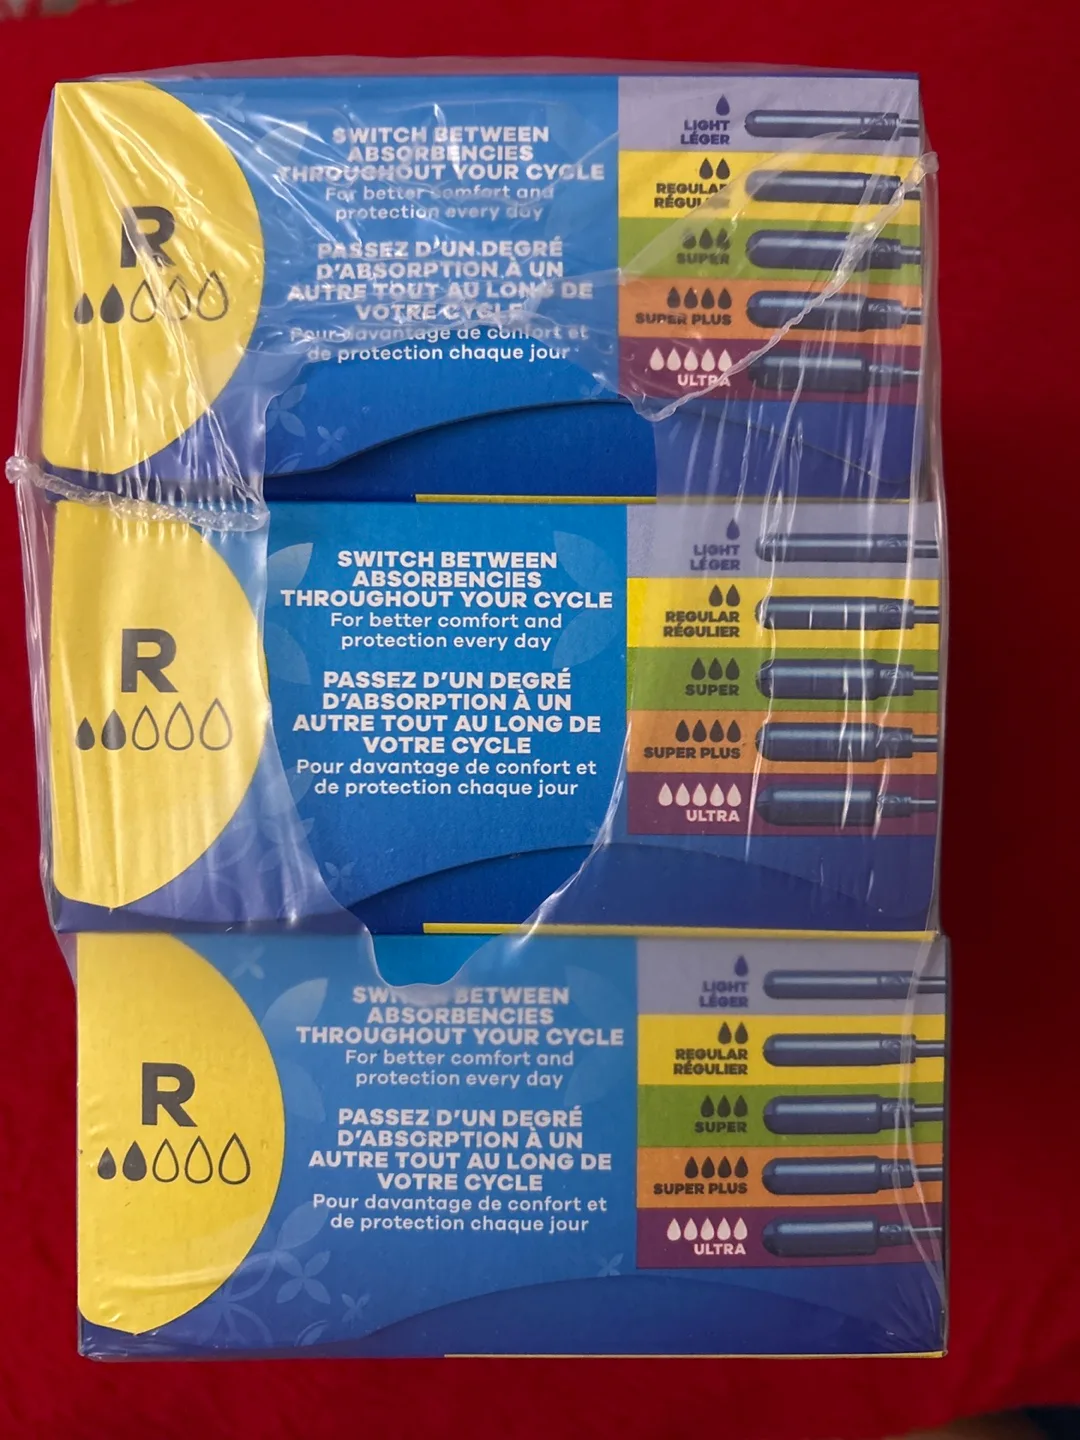 R
SWITCH BETWEEN
ABSORBENCIES
THROUGHOUT YOUR CYCLE
For better comfort and
protection every day
PASSEZ D'UN DEGRÉ
D'ABSORPTION À UN
AUTRE TOUT AU LONG DE
VOTRE CYCLE
Pour davantage de confort et
de protection chaque jour
LIGHT
LÉGER
REGULAR
RÉGULIER
SUPER
SUPER PLUS
ULTRA
R
SWITCH BETWEEN
ABSORBENCIES
THROUGHOUT YOUR CYCLE
For better comfort and
protection every day
PASSEZ D'UN DEGRÉ
D'ABSORPTION À UN
AUTRE TOUT AU LONG DE
VOTRE CYCLE
Pour davantage de confort et
de protection chaque jour
LIGHT
LÉGER
REGULAR
RÉGULIER
SUPER
SUPER PLUS
ULTRA
R
SWITCH BETWEEN
ABSORBENCIES
THROUGHOUT YOUR CYCLE
For better comfort and
protection every day
PASSEZ D'UN DEGRÉ
D'ABSORPTION À UN
AUTRE TOUT AU LONG DE
VOTRE CYCLE
Pour davantage de confort et
de protection chaque jour
LIGHT
LÉGER
REGULAR
RÉGULIER
SUPER
SUPER PLUS
ULTRA